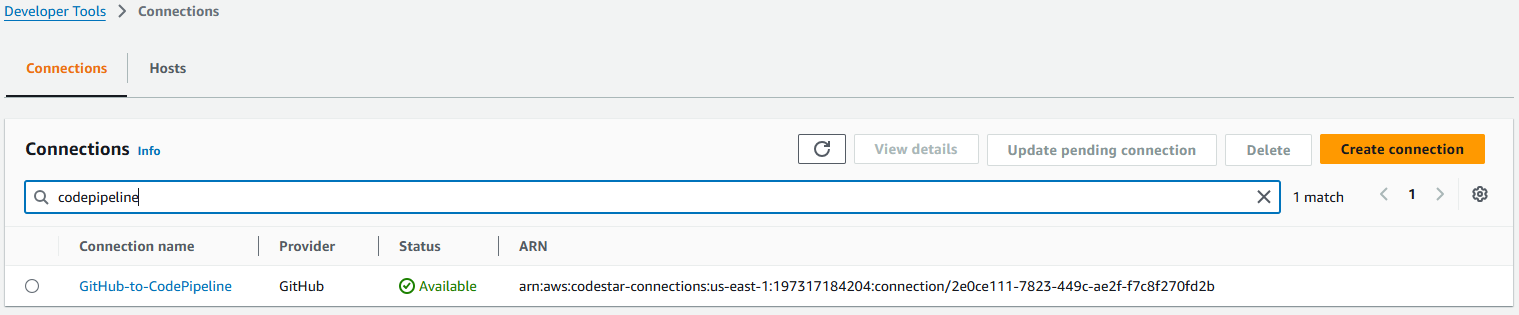 Developer Tools > Connections
Connections Hosts
Connections Info View details Update pending connection Delete Create connection
codepipeline 1 match 1
Connection name Provider Status ARN
GitHub-to-CodePipeline GitHub Available arn:aws:codestar-connections:us-east-1:197317184204:connection/2e0ce111-7823-449c-ae2f-f7c8f270fd2b